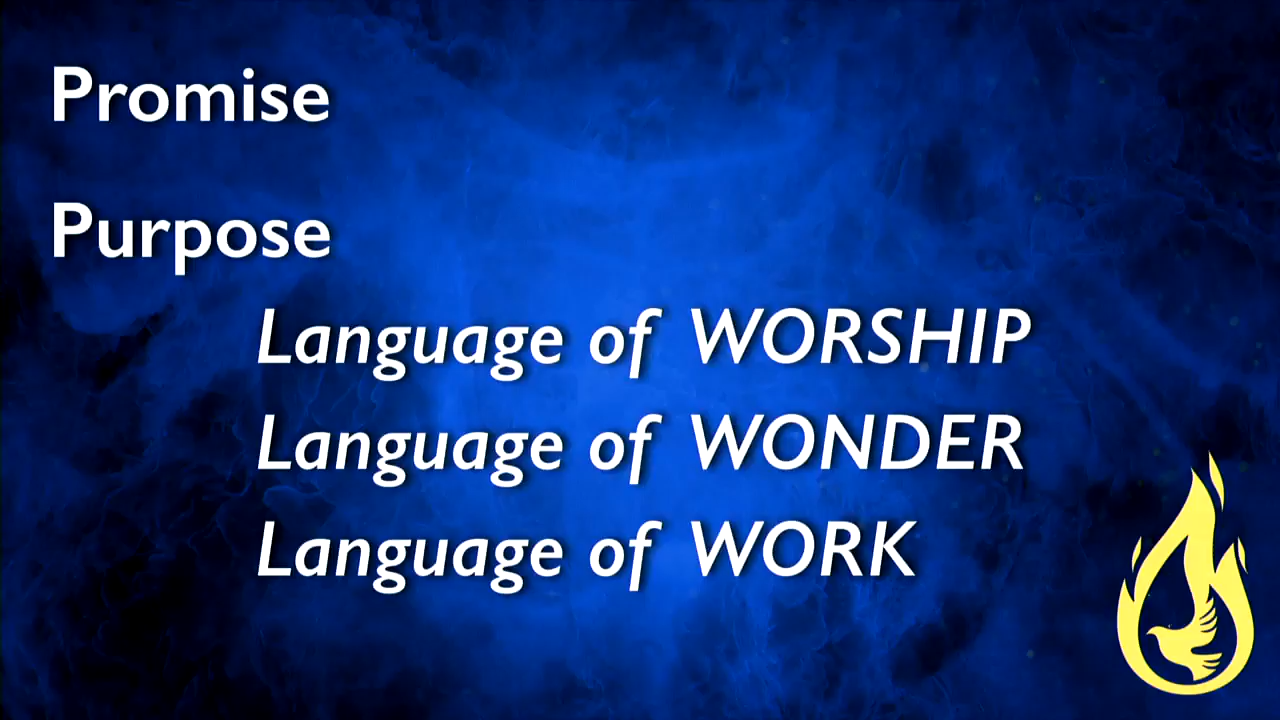 Promise
Purpose
Language of WORSHIP
Language of WONDER
Language of WORK